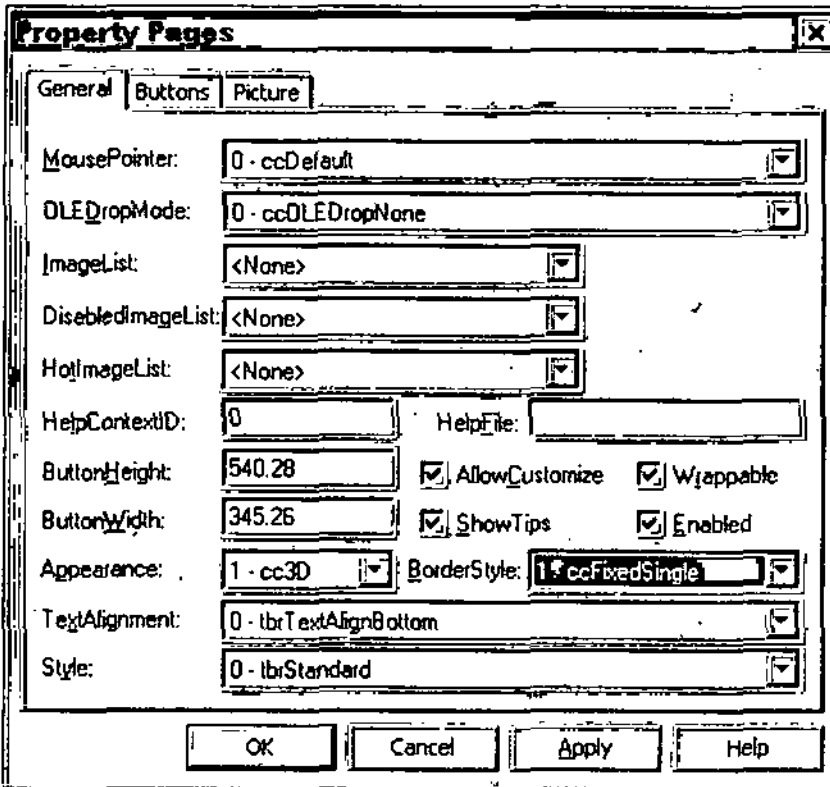 Property Pages
General Buttons Picture
MousePointer: 0 - ccDefault
OLEDropMode: 0 - ccOLEDropNone
ImageList: <None>
DisabledImageList: <None>
HotImageList: <None>
HelpContextID: 0 HelpFile:
ButtonHeight: 540.28 AllowCustomize Wrappable
ButtonWidth: 345.26 ShowTips Enabled
Appearance: 1 - cc3D BorderStyle: 1 - ccFixedSingle
TextAlignment: 0 - tbrTextAlignBottom
Style: 0 - tbrStandard
OK Cancel Apply Help